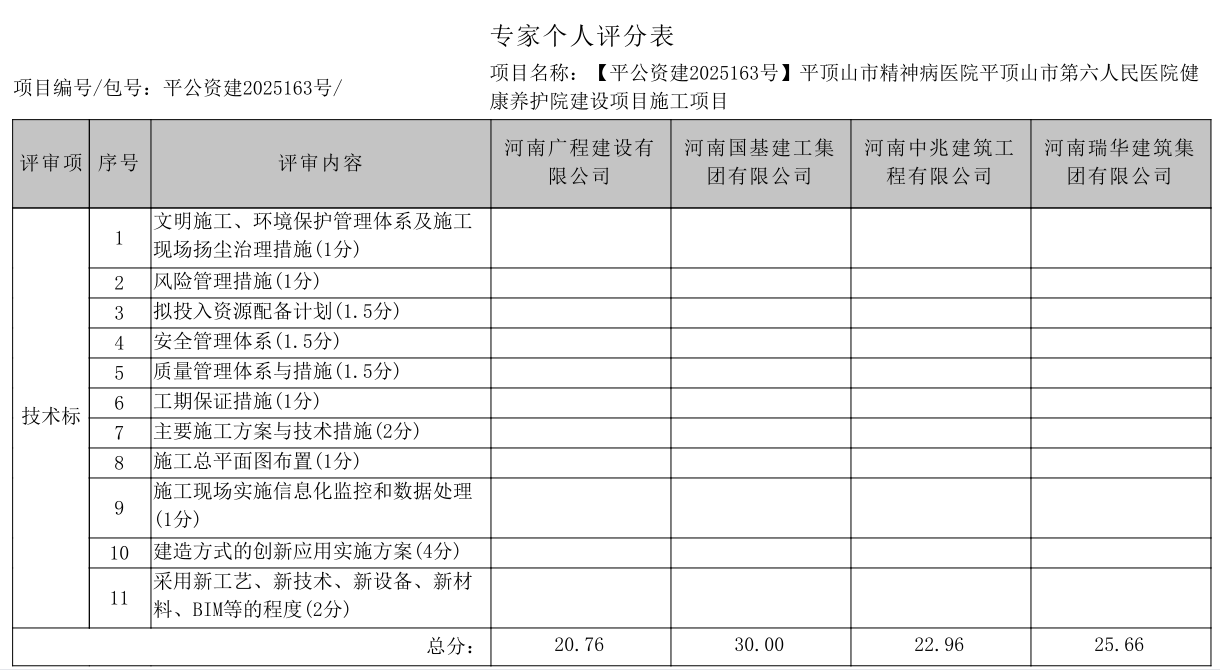 专家个人评分表
项目编号/包号：平公资建2025163号/
项目名称：【平公资建2025163号】平顶山市精神病医院平顶山市第六人民医院健
康养护院建设项目施工项目
评审项 序号 评审内容 河南广程建设有 河南国基建工集 河南中兆建筑工 河南瑞华建筑集
限公司 团有限公司 程有限公司 团有限公司
技术标
1 文明施工、环境保护管理体系及施工
现场扬尘治理措施(1分)
2 风险管理措施(1分)
3 拟投入资源配备计划(1.5分)
4 安全管理体系(1.5分)
5 质量管理体系与措施(1.5分)
6 工期保证措施(1分)
7 主要施工方案与技术措施(2分)
8 施工总平面图布置(1分)
9 施工现场实施信息化监控和数据处理
(1分)
10 建造方式的创新应用实施方案(4分)
11 采用新工艺、新技术、新设备、新材
料、BIM等的程度(2分)
总分： 20.76 30.00 22.96 25.66